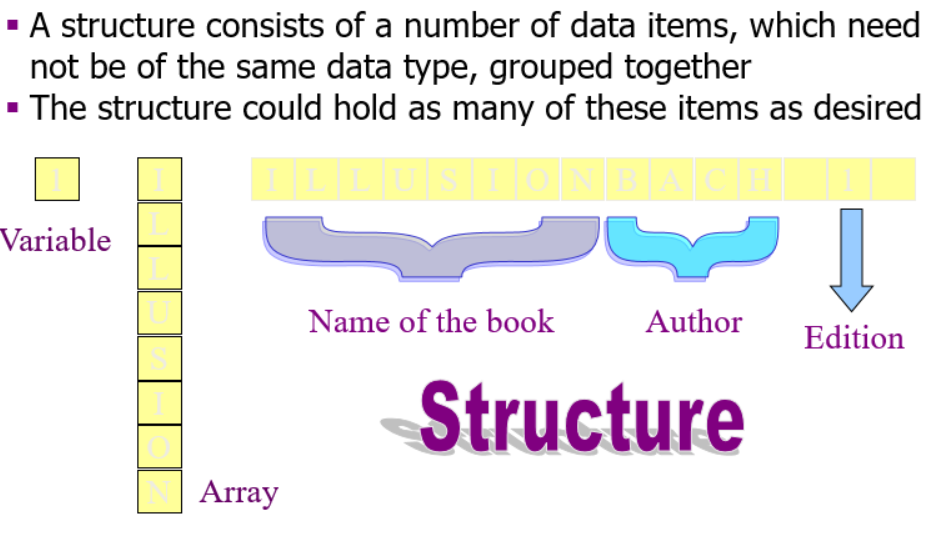 ▪ A structure consists of a number of data items, which need
not be of the same data type, grouped together
▪ The structure could hold as many of these items as desired
I
Variable
I
L
L
U
S
I
O
N
Array
I L L U S I O N B A C H 1
Name of the book
Author
Edition
Structure